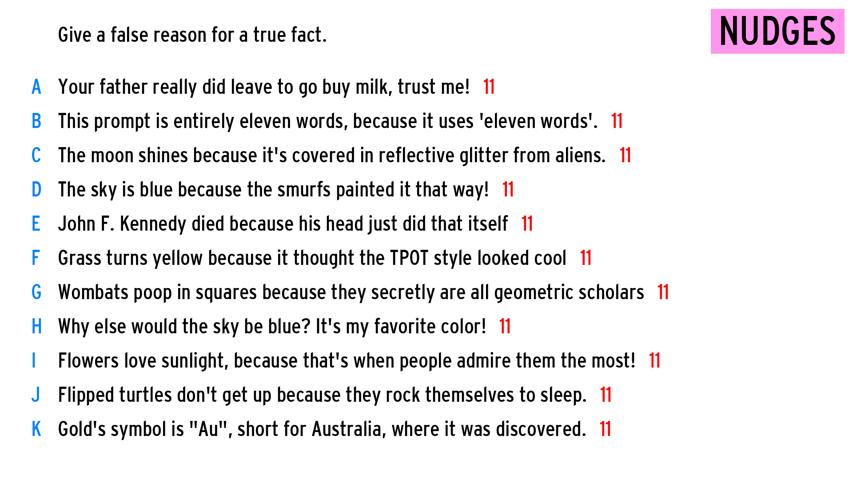 Give a false reason for a true fact.
NUDGES
A Your father really did leave to go buy milk, trust me! 11
B This prompt is entirely eleven words, because it uses 'eleven words'. 11
C The moon shines because it's covered in reflective glitter from aliens. 11
D The sky is blue because the smurfs painted it that way! 11
E John F. Kennedy died because his head just did that itself 11
F Grass turns yellow because it thought the TPOT style looked cool 11
G Wombats poop in squares because they secretly are all geometric scholars 11
H Why else would the sky be blue? It's my favorite color! 11
I Flowers love sunlight, because that's when people admire them the most! 11
J Flipped turtles don't get up because they rock themselves to sleep. 11
K Gold's symbol is "Au", short for Australia, where it was discovered. 11